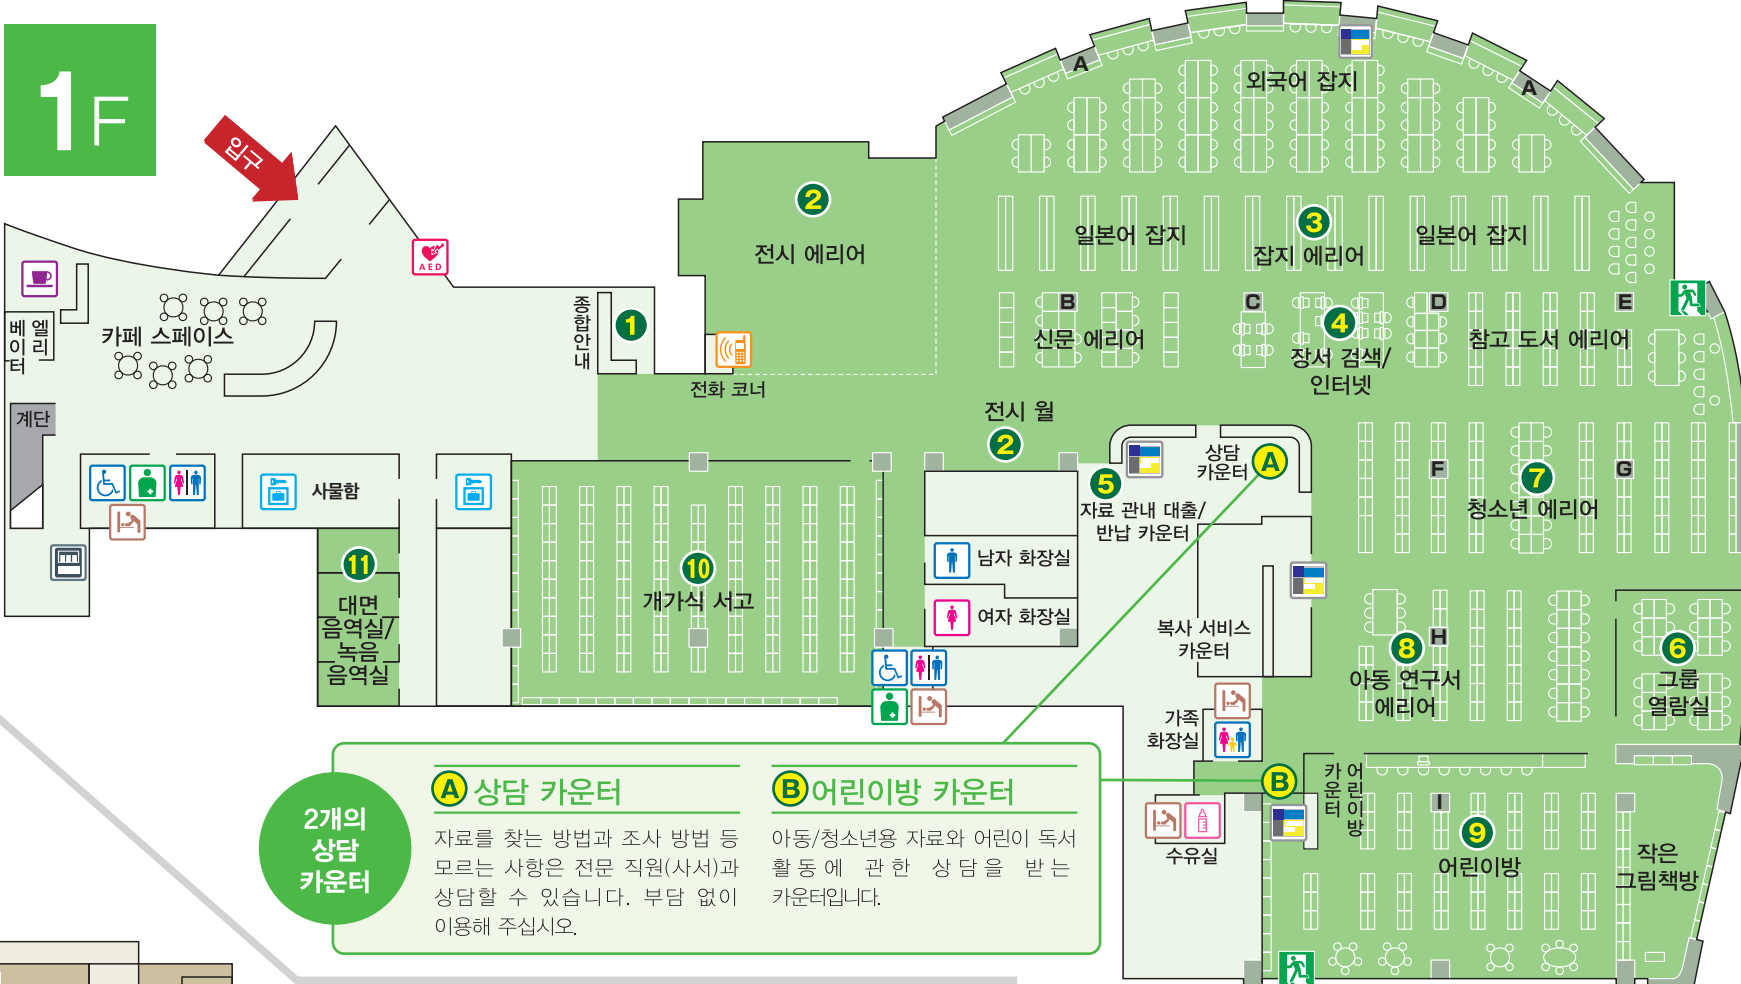 1F
입구
AED
카페 스페이스
엘리
베이터
계단
종합안내
1
2
전시 에리어
전화 코너
A
외국어 잡지
A
일본어 잡지
3
잡지 에리어
일본어 잡지
B
신문 에리어
C
4
장서 검색/
인터넷
D
참고 도서 에리어
E
전시 월
2
상담
카운터
A
5
자료 관내 대출/
반납 카운터
F
7
G
청소년 에리어
사물함
11
대면
음역실/
녹음
음역실
10
개가식 서고
남자 화장실
여자 화장실
복사 서비스
카운터
8
H
아동 연구서
에리어
6
그룹
열람실
가족
화장실
B
어린이방
카운터
수유실
I
9
어린이방
작은
그림책방
2개의
상담
카운터
A 상담 카운터
자료를 찾는 방법과 조사 방법 등
모르는 사항은 전문 직원(사서)과
상담할 수 있습니다. 부담 없이
이용해 주십시오.
B 어린이방 카운터
아동/청소년용 자료와 어린이 독서
활동에 관한 상담을 받는
카운터입니다.